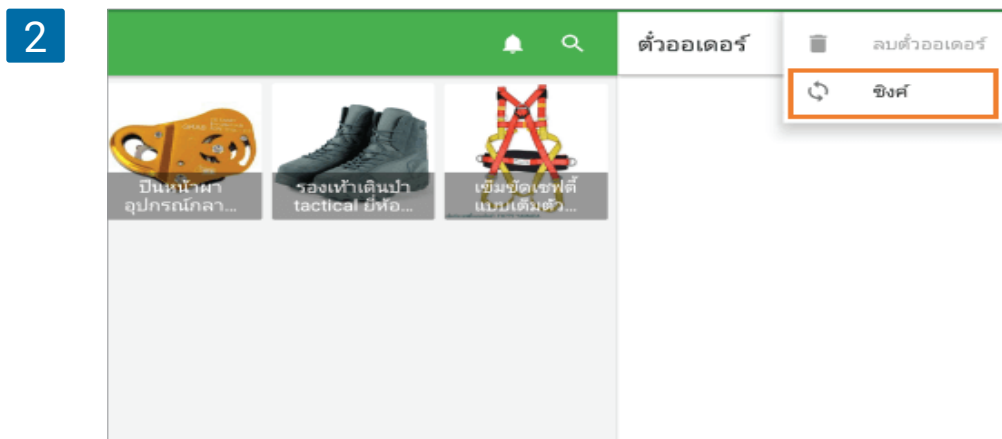 2
ตั๋วออเดอร์
ลบตั๋วออเดอร์
ซิงค์
ปีนหน้าผา
อุปกรณ์กลา...
รองเท้าเดินป่า
tactical ยี่ห้อ...
เข็มขัดเซฟตี้
แบบเต็มตัว...